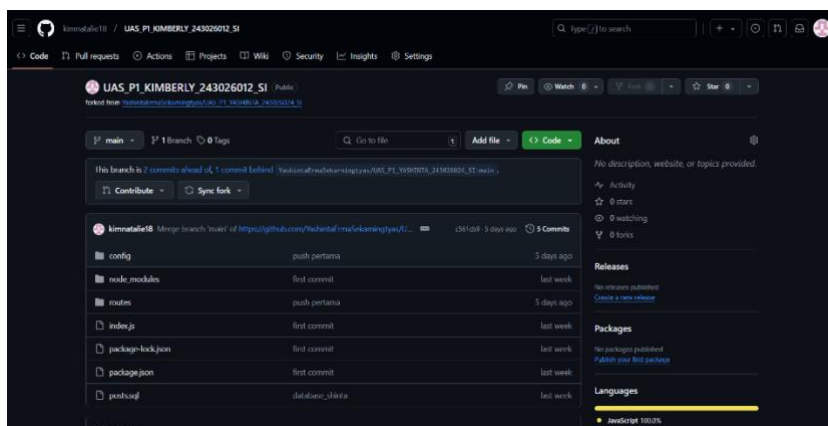 kimnatalie18 / UAS_P1_KIMBERLY_243026012_SI
Type / to search
Code Pull requests Actions Projects Wiki Security Insights Settings
UAS_P1_KIMBERLY_243026012_SI Public
Pin Watch 0 Fork Star 0
forked from
main 1 Branch 0 Tags
Go to file t Add file Code
This branch is 2 commits ahead of, 1 commit behind
Contribute Sync fork
kimnatalie18 Merge branch 'main' of https://github.com/YashintaErmaSekarningtyas/U... 5 days ago 5 Commits
config push pertama 5 days ago
node_modules first commit last week
routes push pertama 5 days ago
index.js first commit last week
package-lock.json first commit last week
package.json first commit last week
posts.sql database_shinta last week
About
No description, website, or topics provided.
Activity
0 stars
0 watching
0 forks
Releases
No releases published
Create a new release
Packages
No packages published
Publish your first package
Languages
JavaScript 100.0%